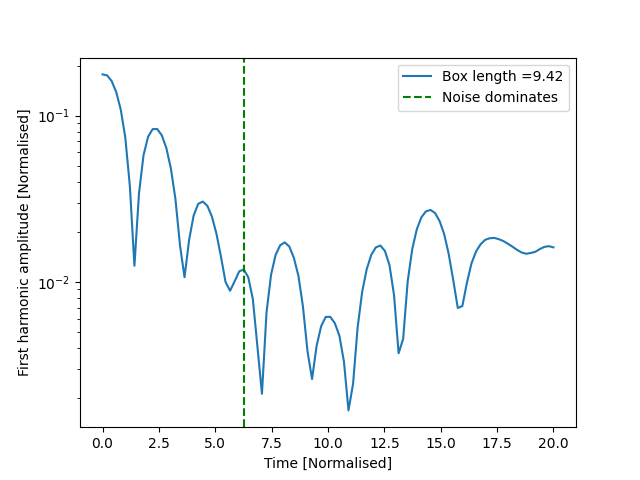 Box length =9.42
Noise dominates
10⁻¹
10⁻²
First harmonic amplitude [Normalised]
0.0 2.5 5.0 7.5 10.0 12.5 15.0 17.5 20.0
Time [Normalised]